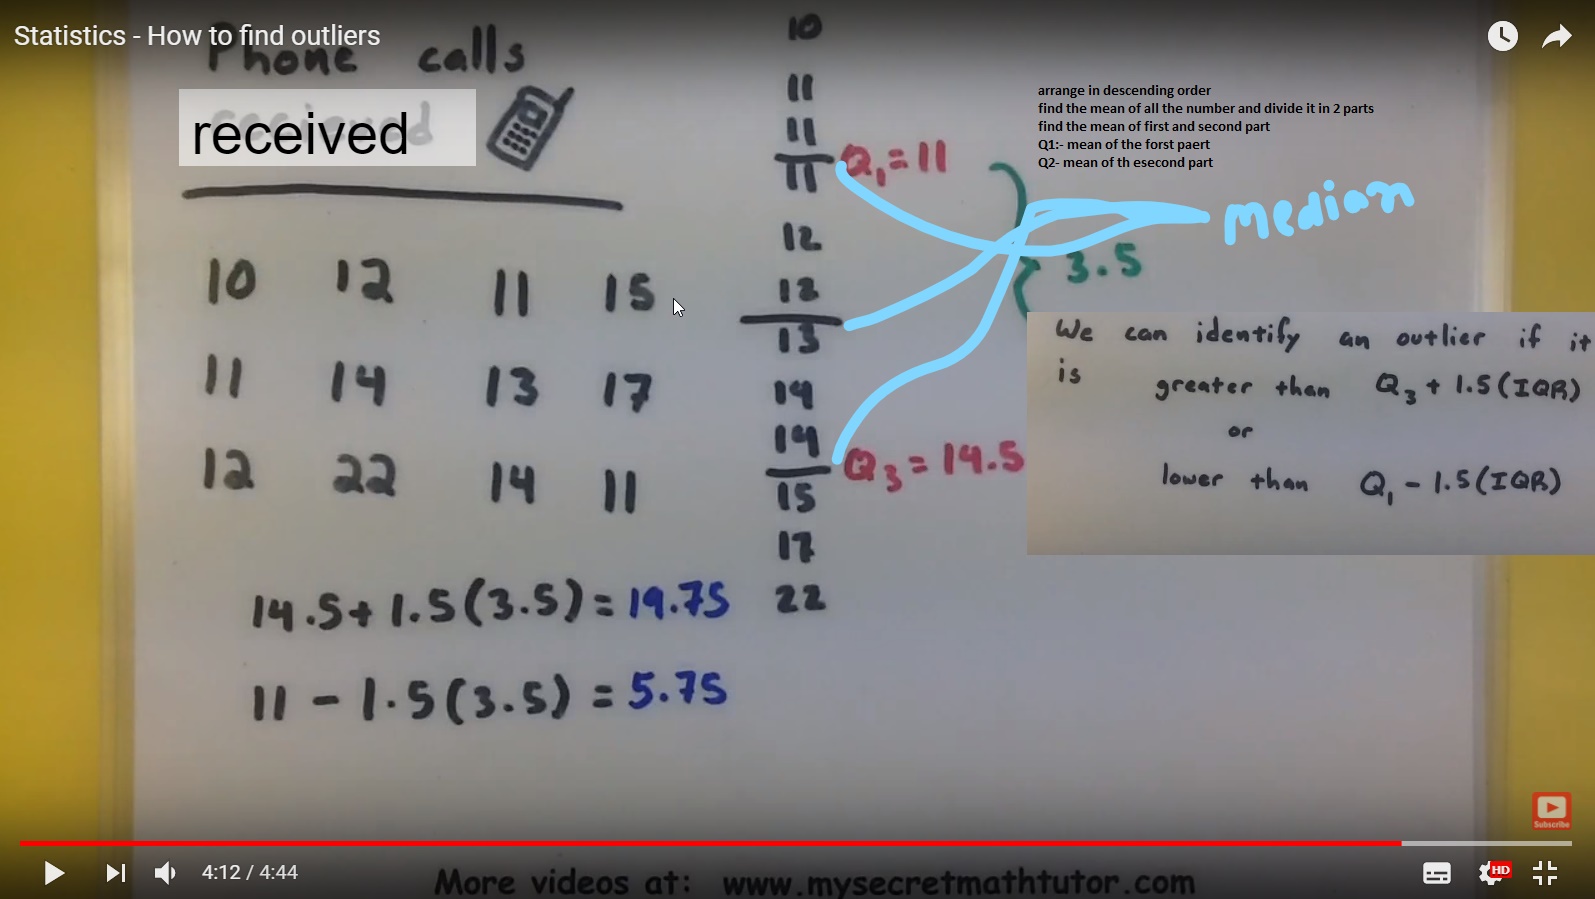 Statistics - How to find outliers
Phone calls
received
10 12 11 15
11 14 13 17
12 22 14 11
14.5 + 1.5(3.5) = 19.75
11 - 1.5(3.5) = 5.75
10
11
11
11
12
12
13
14
14
15
17
22
Q1 = 11
Q3 = 14.5
3.5
arrange in descending order
find the mean of all the number and divide it in 2 parts
find the mean of first and second part
Q1:- mean of the forst paert
Q2- mean of th esecond part
median
We can identify an outlier if it
is greater than Q3 + 1.5(IQR)
or
lower than Q1 - 1.5(IQR)
Subscribe
4:12 / 4:44
HD
More videos at: www.mysecretmathtutor.com